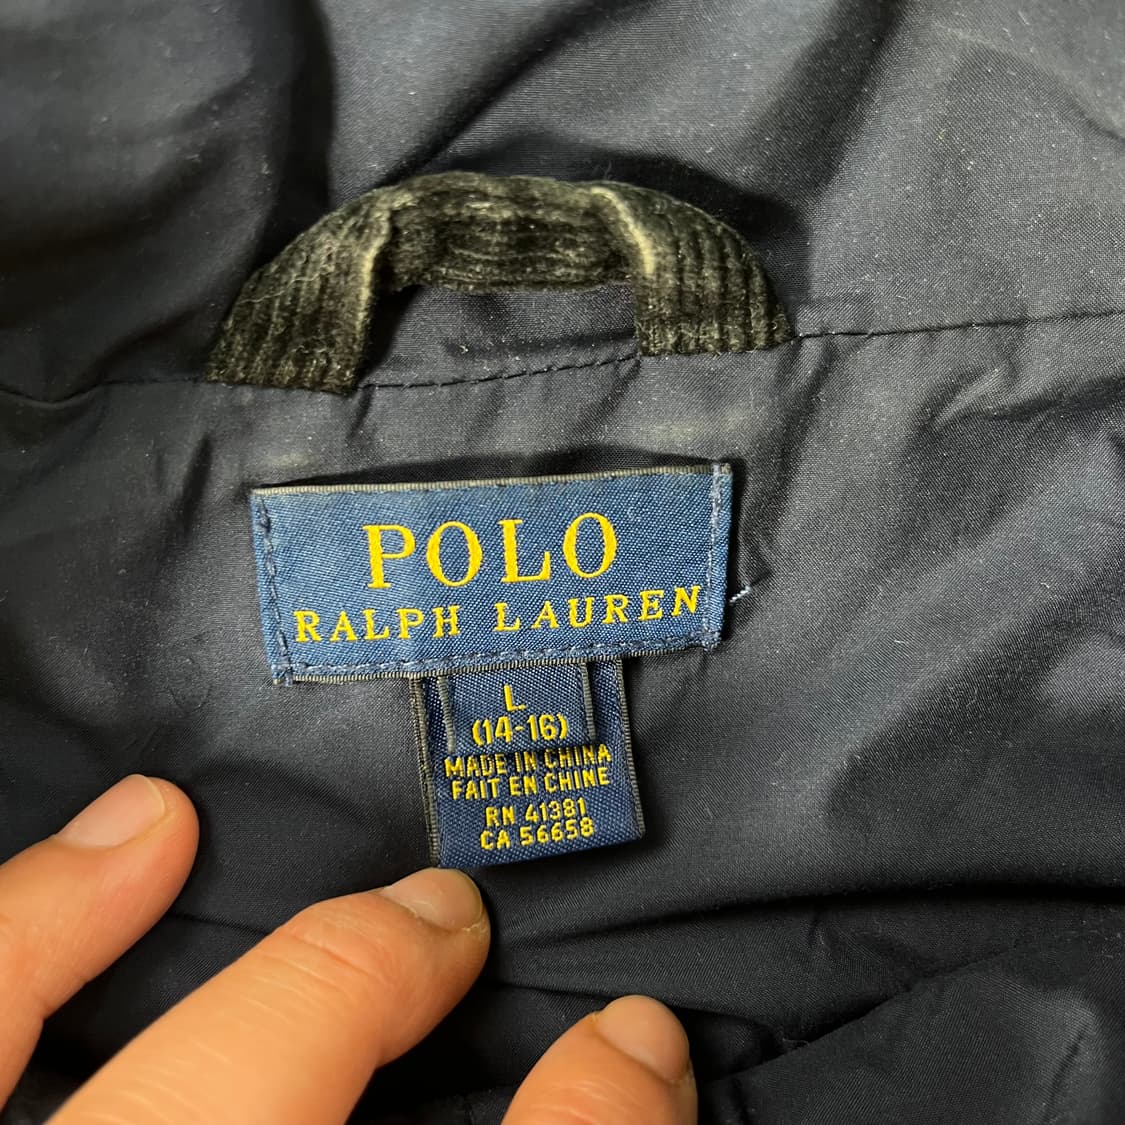 POLO
RALPH LAUREN
L
(14-16)
MADE IN CHINA
FAIT EN CHINE
RN 41381
CA 56658